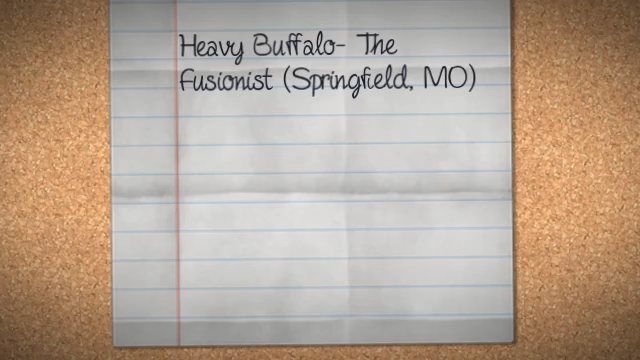 Heavy Buffalo- The
Fusionist (Springfield, MO)